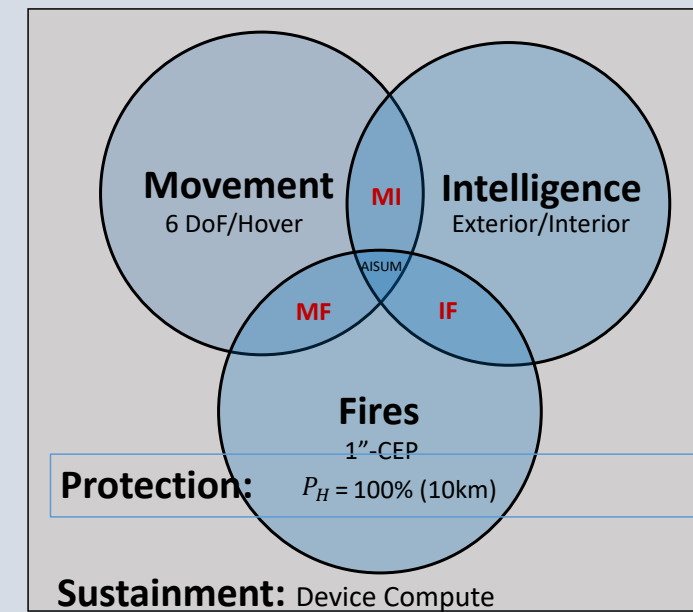 Movement
6 DoF/Hover
MI
Intelligence
Exterior/Interior
AISUM
MF
IF
Fires
1”-CEP
Protection: P_H = 100% (10km)
Sustainment: Device Compute